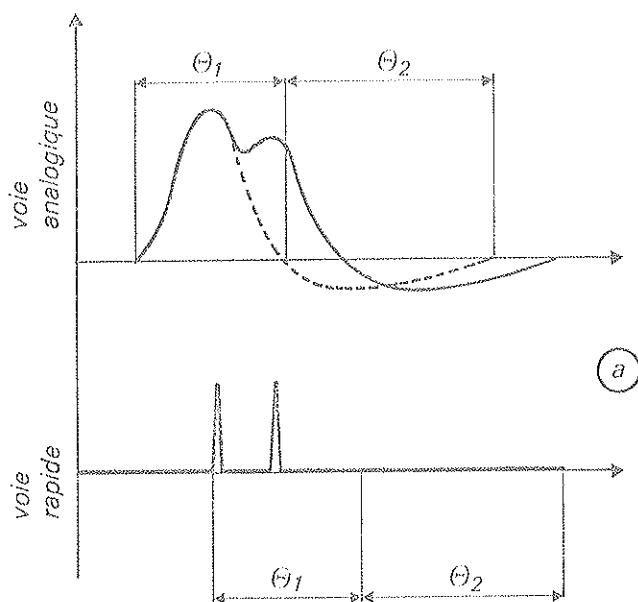 Θ1 Θ2
voie
analogique
a
voie
rapide
Θ1 Θ2